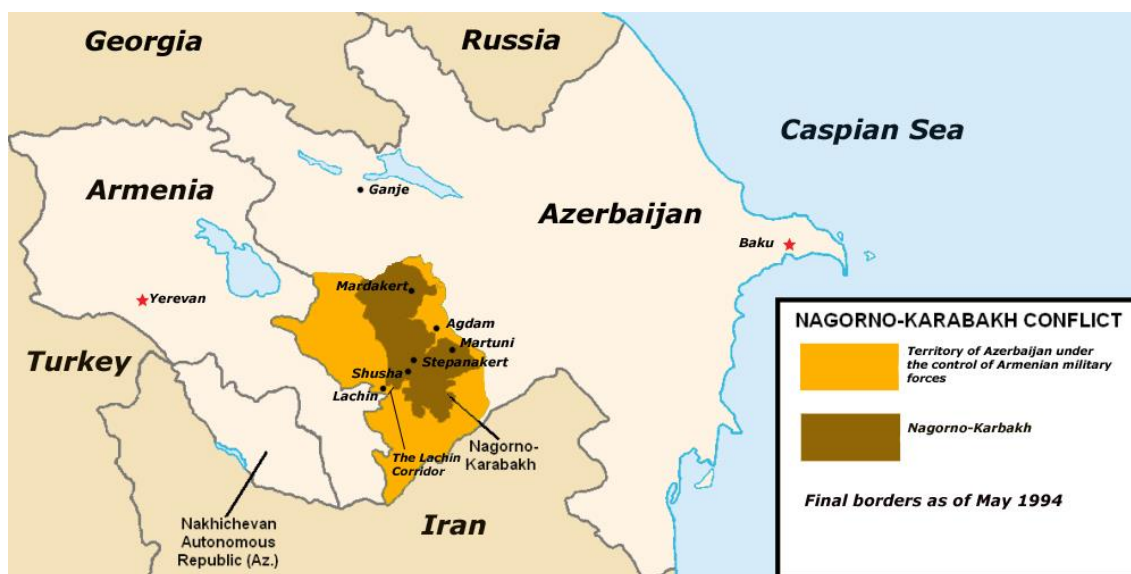 Georgia
Russia
Caspian Sea
Armenia
Ganje
Azerbaijan
Baku
Mardakert
Yerevan
Agdam
Martuni
Turkey
Stepanakert
Shusha
Lachin
The Lachin
Corridor
Nagorno-
Karabakh
Nakhichevan
Autonomous
Republic (Az.)
Iran
NAGORNO-KARABAKH CONFLICT
Territory of Azerbaijan under
the control of Armenian military
forces
Nagorno-Karbakh
Final borders as of May 1994